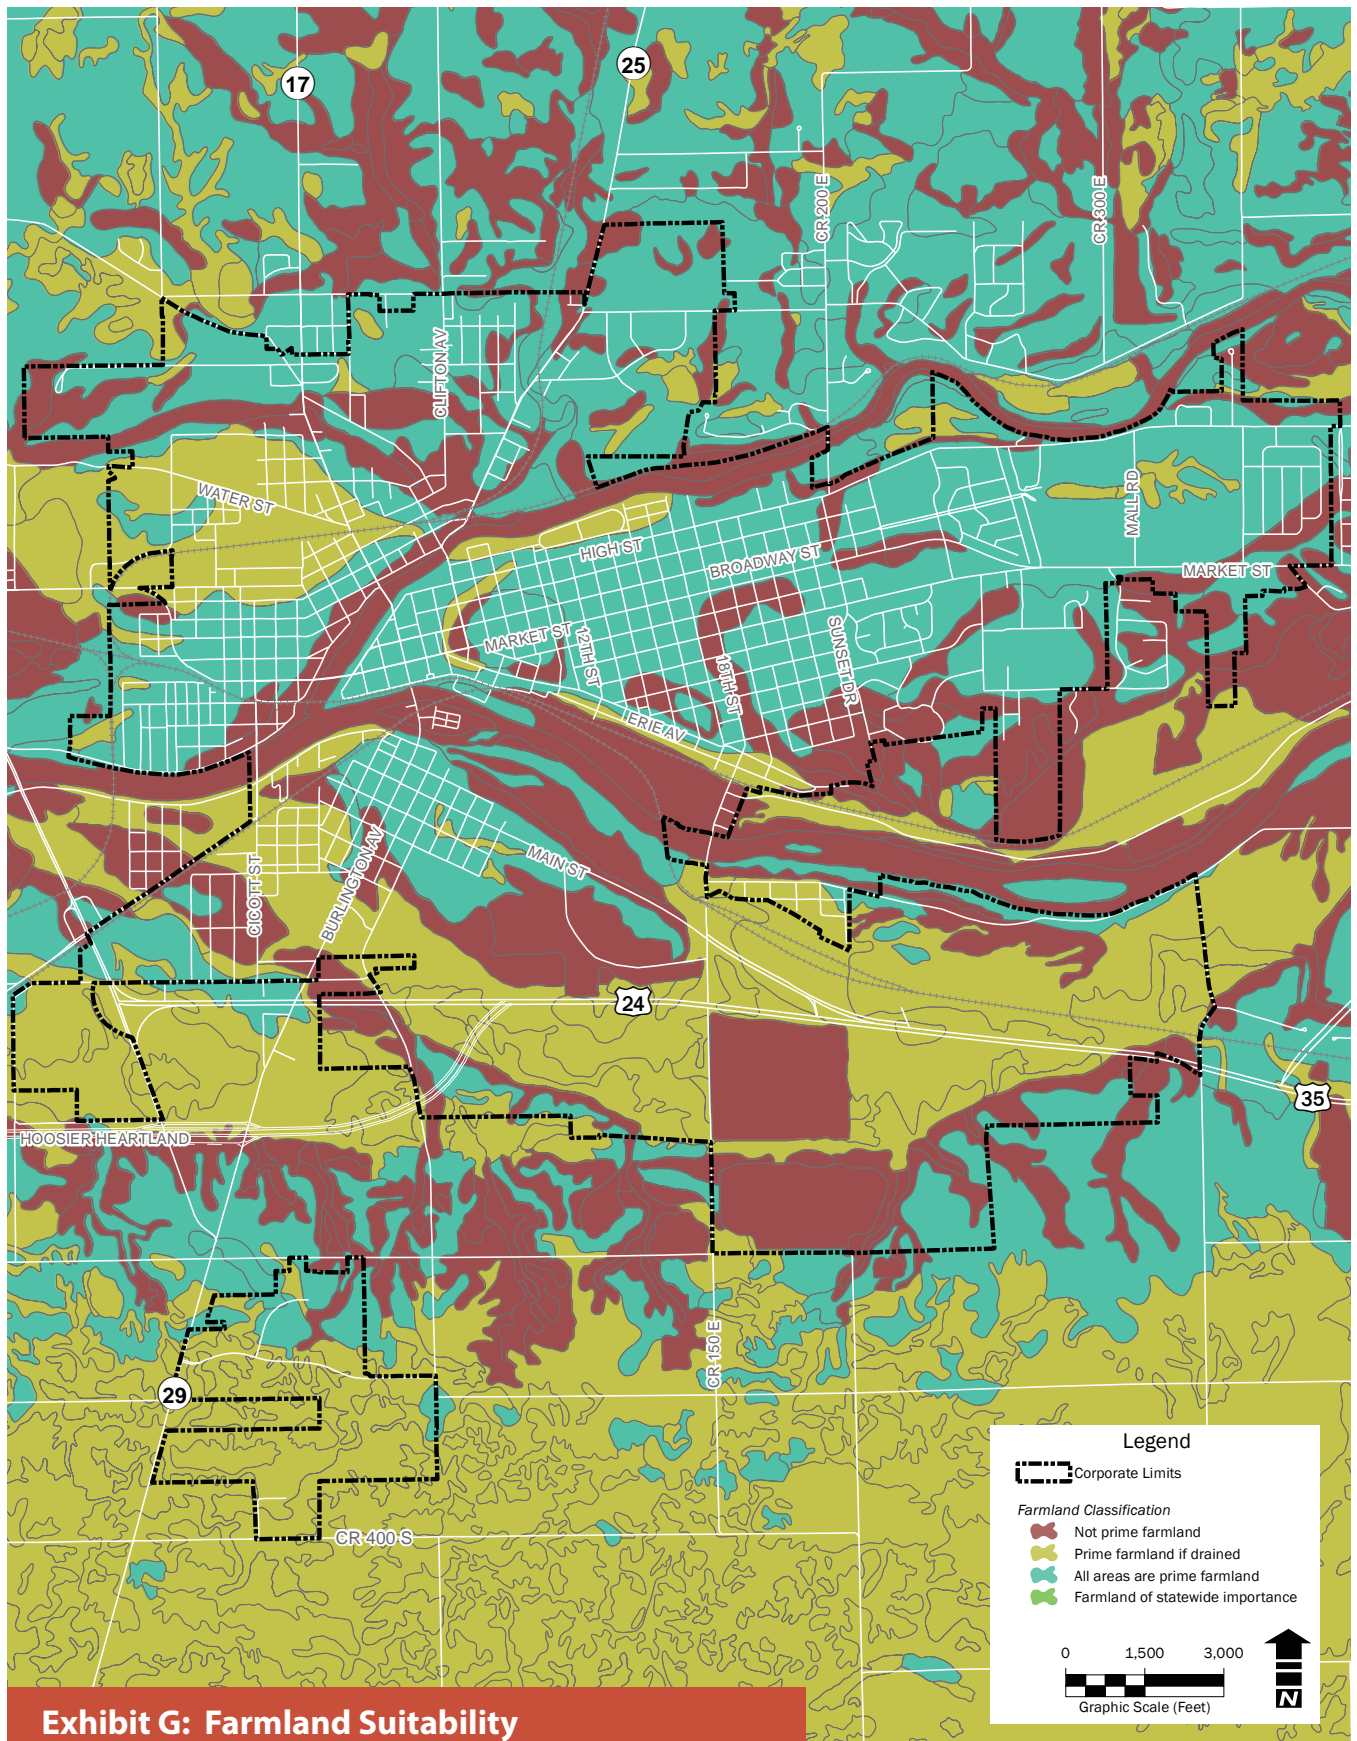 25
17
CR 200 E
CR 300 E
CLIFTON AV
WATER ST
MALL RD
HIGH ST
BROADWAY ST
MARKET ST
MARKET ST
12TH ST
18TH ST
SUNSET DR
ERIE AV
MAIN ST
CICOTT ST
BURLINGTON AV
24
35
HOOSIER HEARTLAND
CR 150 E
29
CR 400 S
Legend
Corporate Limits
Farmland Classification
Not prime farmland
Prime farmland if drained
All areas are prime farmland
Farmland of statewide importance
0 1,500 3,000
Graphic Scale (Feet)
N
Exhibit G: Farmland Suitability